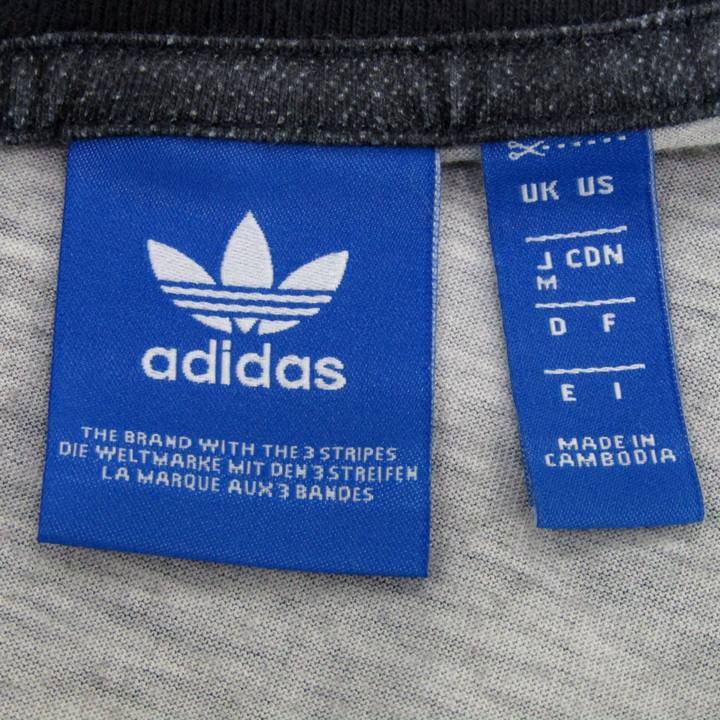 adidas
THE BRAND WITH THE 3 STRIPES
DIE WELTMARKE MIT DEN 3 STREIFEN
LA MARQUE AUX 3 BANDES
UK US
J CDN
M
D F
E I
MADE IN
CAMBODIA